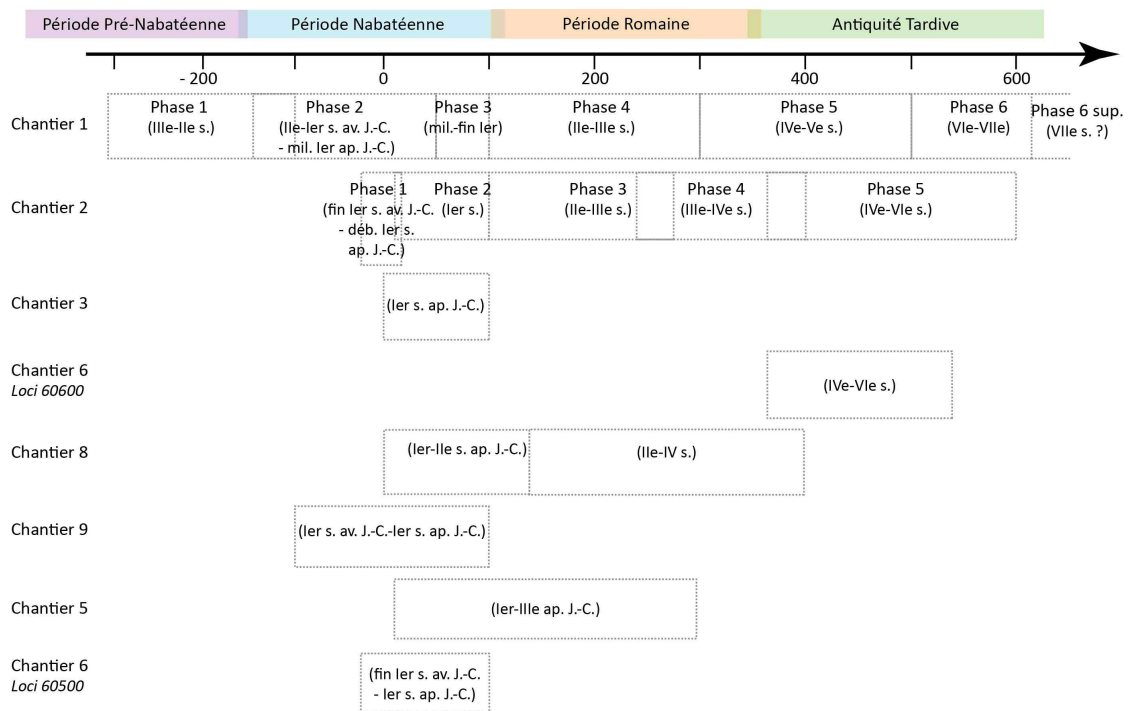 Période Pré-Nabatéenne Période Nabatéenne Période Romaine Antiquité Tardive
- 200 0 200 400 600
Chantier 1
Phase 1
(IIIe-IIe s.)
Phase 2
(IIe-Ier s. av. J.-C.
- mil. Ier ap. J.-C.)
Phase 3
(mil.-fin Ier)
Phase 4
(IIe-IIIe s.)
Phase 5
(IVe-Ve s.)
Phase 6
(VIe-VIIe)
Phase 6 sup.
(VIIe s. ?)
Chantier 2
Phase 1
(fin Ier s. av. J.-C.
- déb. Ier s.
ap. J.-C.)
Phase 2
(Ier s.)
Phase 3
(IIe-IIIe s.)
Phase 4
(IIIe-IVe s.)
Phase 5
(IVe-VIe s.)
Chantier 3
(Ier s. ap. J.-C.)
Chantier 6
Loci 60600
(IVe-VIe s.)
Chantier 8
(Ier-IIe s. ap. J.-C.)
(IIe-IV s.)
Chantier 9
(Ier s. av. J.-C.-Ier s. ap. J.-C.)
Chantier 5
(Ier-IIIe ap. J.-C.)
Chantier 6
Loci 60500
(fin Ier s. av. J.-C.
- Ier s. ap. J.-C.)